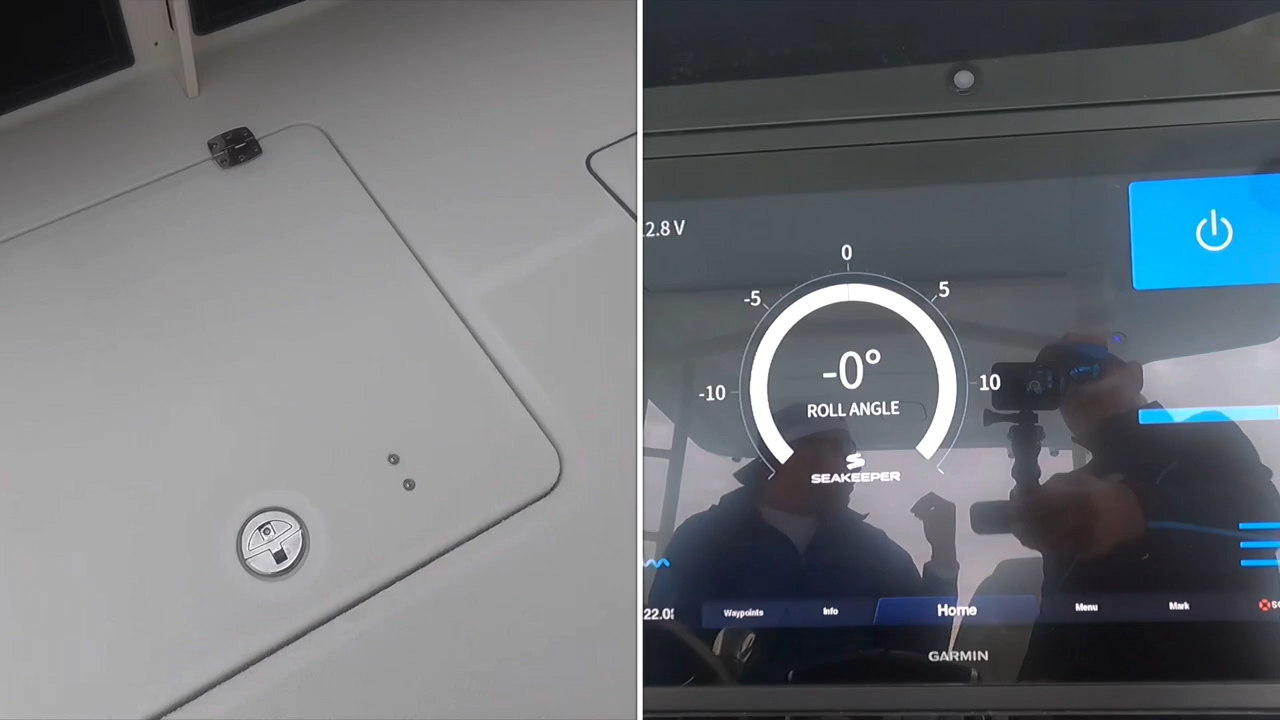 2.8 V
0
-5
5
-0°
-10
10
ROLL ANGLE
SEAKEEPER
22.0
Waypoints
Info
Home
Menu
Mark
GARMIN